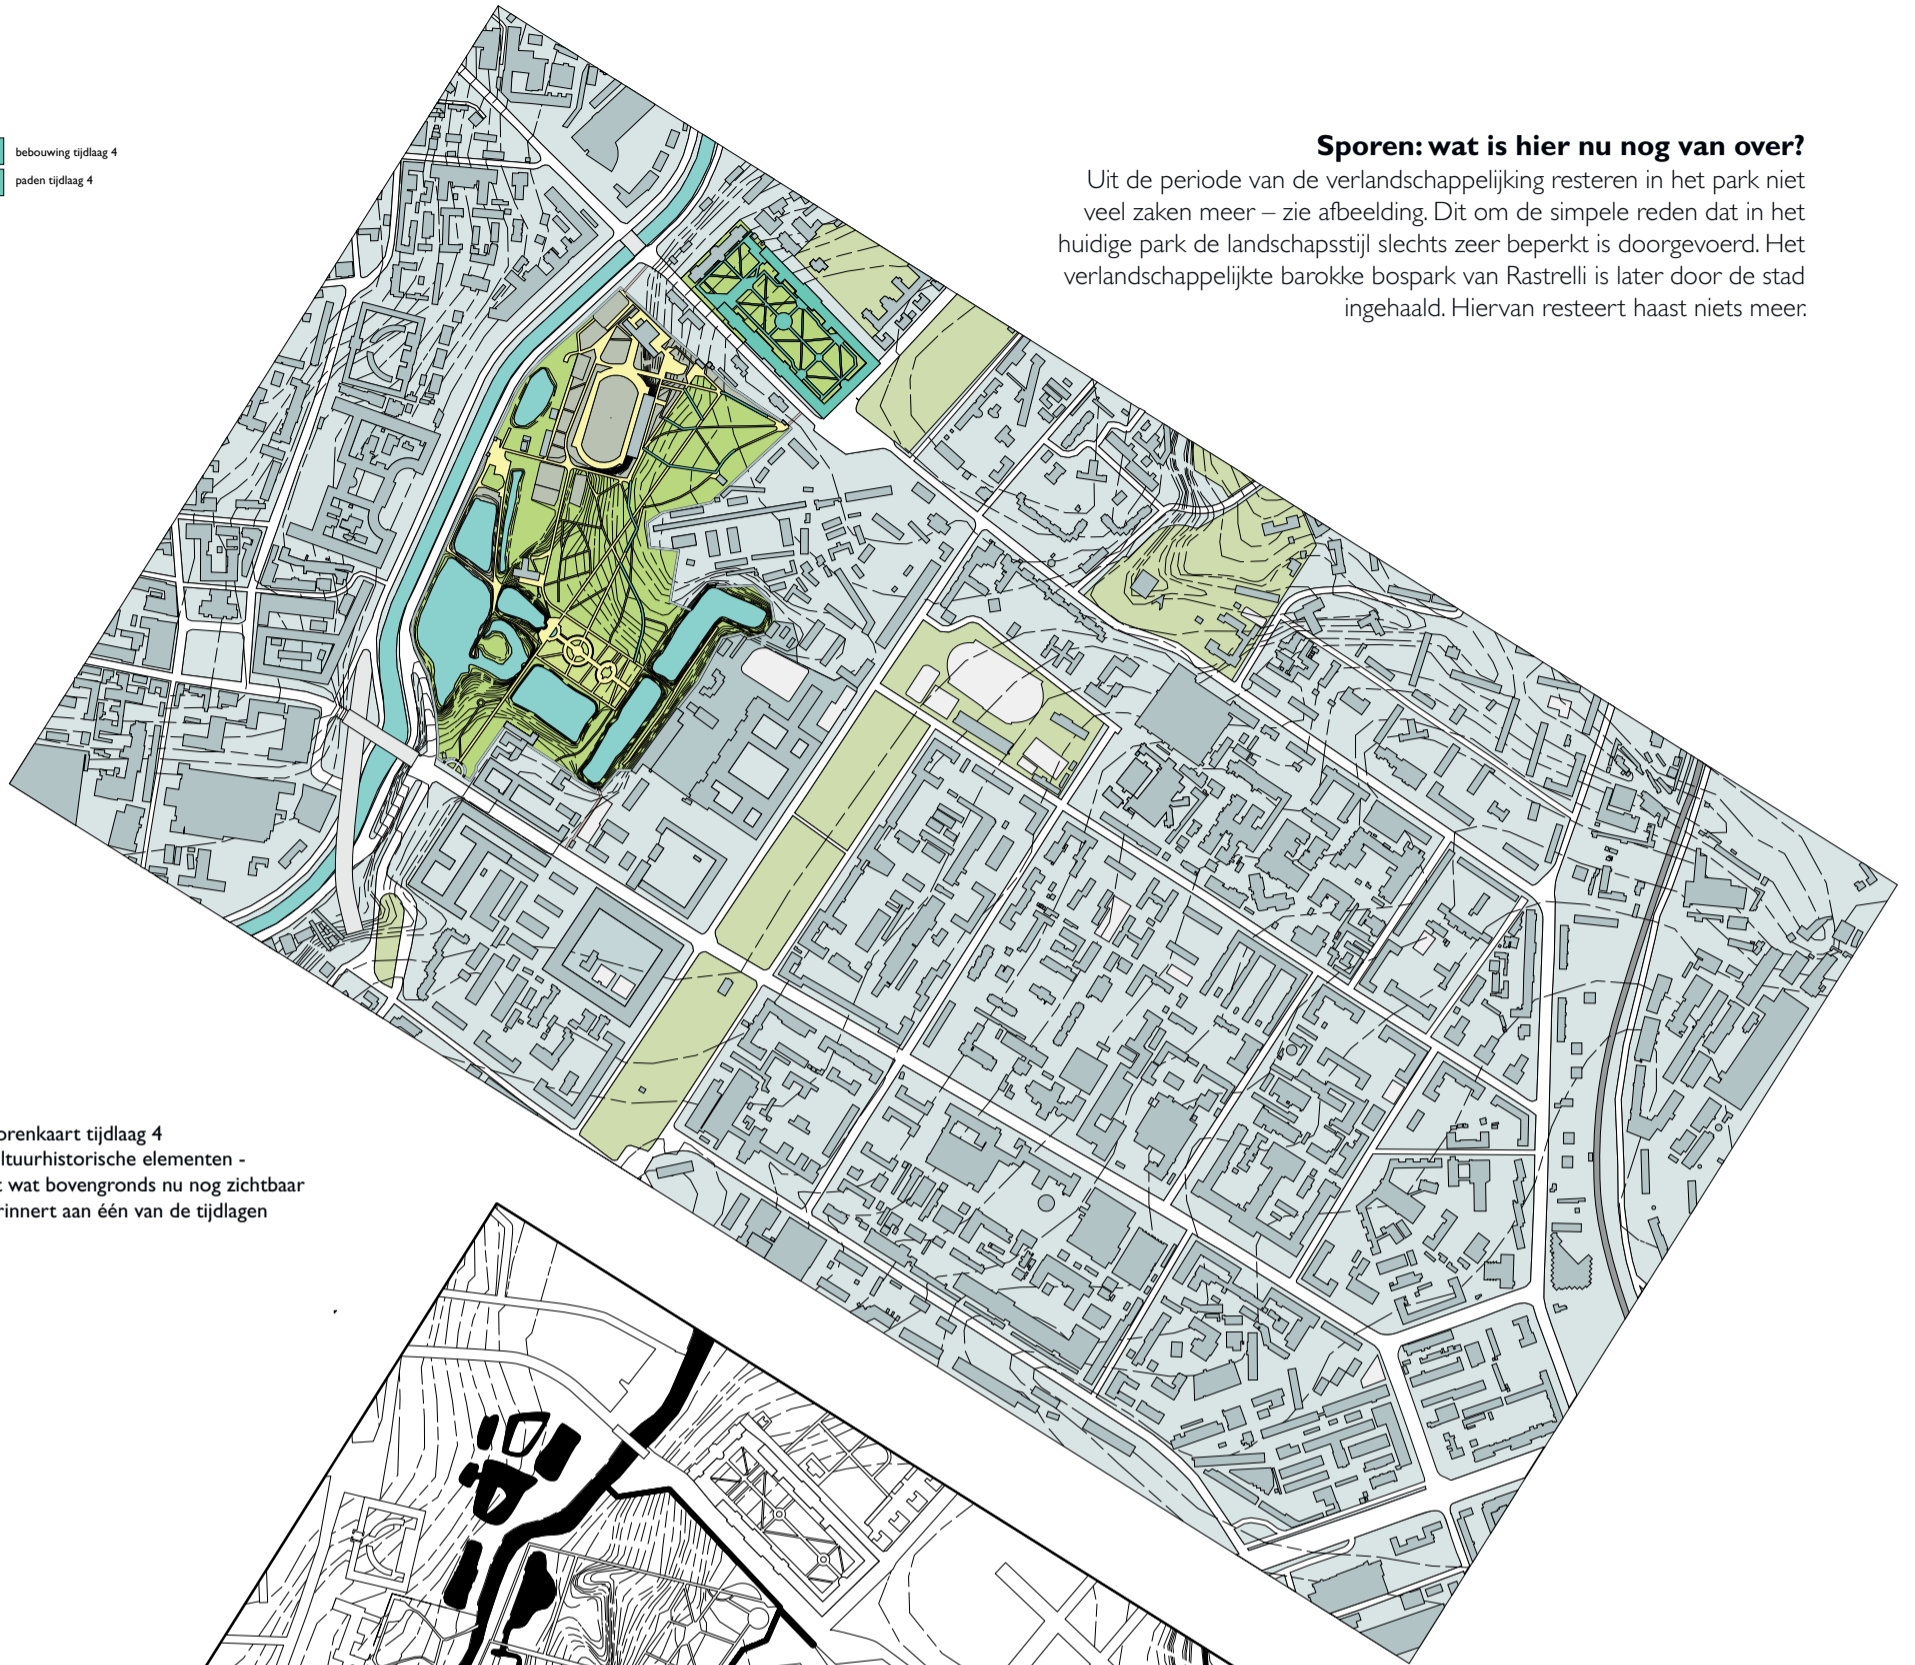 bebouwing tijdlaag 4
paden tijdlaag 4
Sporen: wat is hier nu nog van over?
Uit de periode van de verlandschappelijking resteren in het park niet
veel zaken meer – zie afbeelding. Dit om de simpele reden dat in het
huidige park de landschapsstijl slechts zeer beperkt is doorgevoerd. Het
verlandschappelijkte barokke bospark van Rastrelli is later door de stad
ingehaald. Hiervan resteert haast niets meer.
orenkaart tijdlaag 4
ltuurhistorische elementen -
t wat bovengronds nu nog zichtbaar
rinnert aan één van de tijdlagen